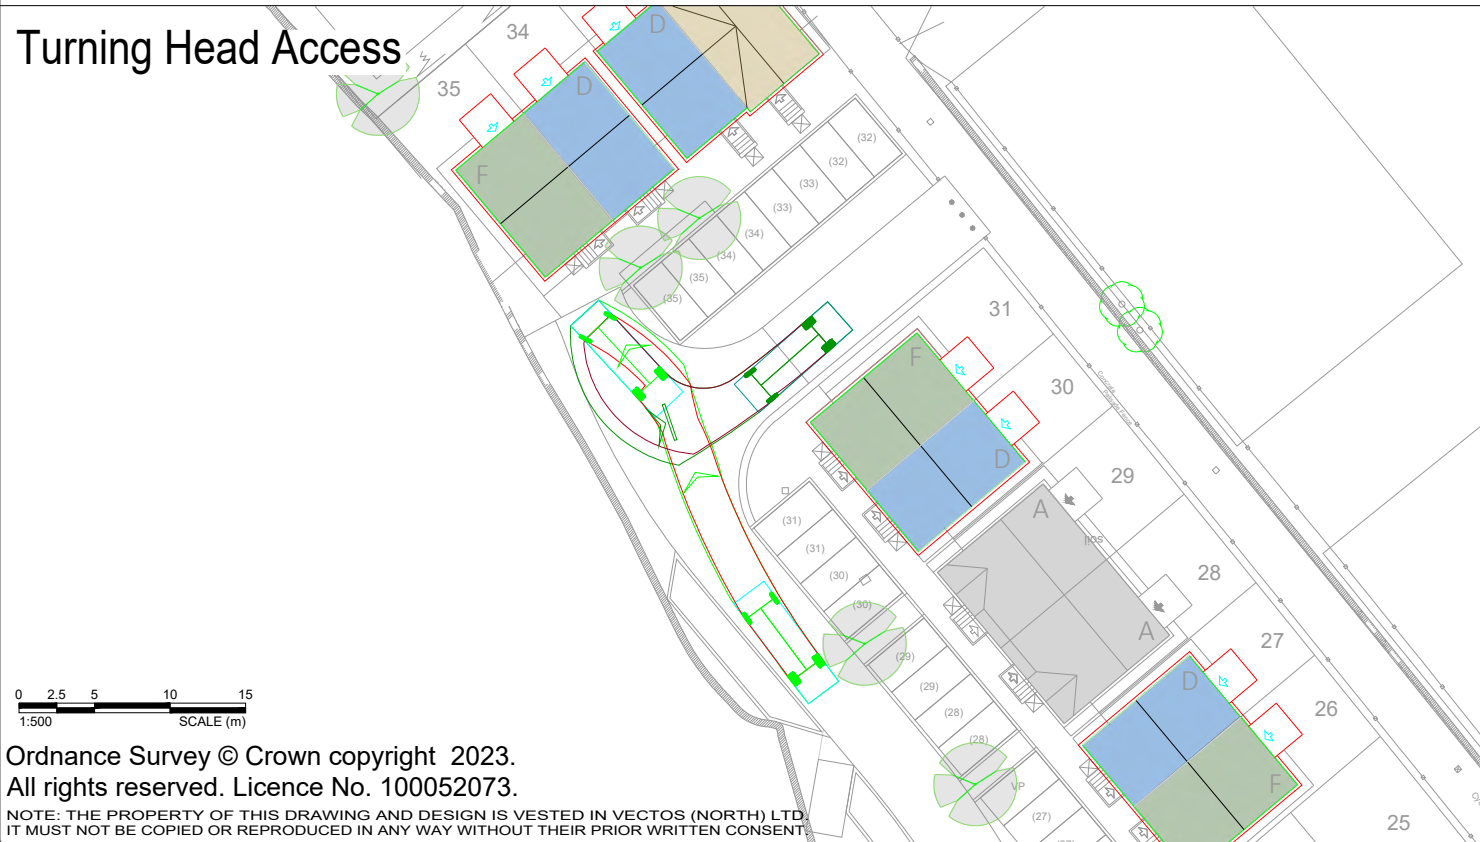 Turning Head Access
34
35
D
D
F
W
(32)
(32)
(33)
(33)
(34)
(34)
(35)
(35)
31
30
29
28
27
26
25
F
D
A
A
D
F
Concrete
Palisade Fence
Soil
(31)
(31)
(30)
(30)
(29)
(29)
(28)
(28)
VP
(27)
0 2.5 5 10 15
1:500 SCALE (m)
Ordnance Survey © Crown copyright 2023.
All rights reserved. Licence No. 100052073.
NOTE: THE PROPERTY OF THIS DRAWING AND DESIGN IS VESTED IN VECTOS (NORTH) LTD.
IT MUST NOT BE COPIED OR REPRODUCED IN ANY WAY WITHOUT THEIR PRIOR WRITTEN CONSENT.